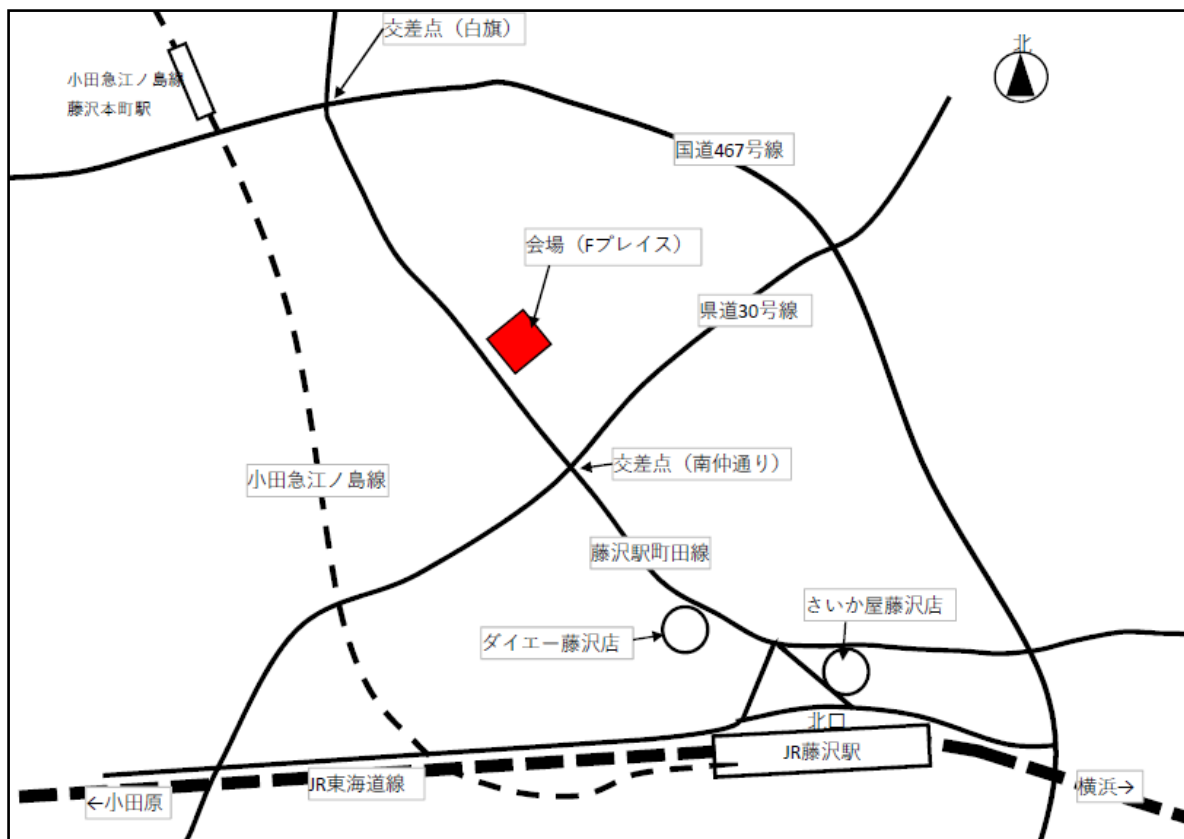 交差点（白旗）
北
小田急江ノ島線
藤沢本町駅
国道467号線
会場（Fプレイス）
県道30号線
交差点（南仲通り）
小田急江ノ島線
藤沢駅町田線
さいか屋藤沢店
ダイエー藤沢店
北口
JR藤沢駅
JR東海道線
←小田原
横浜→